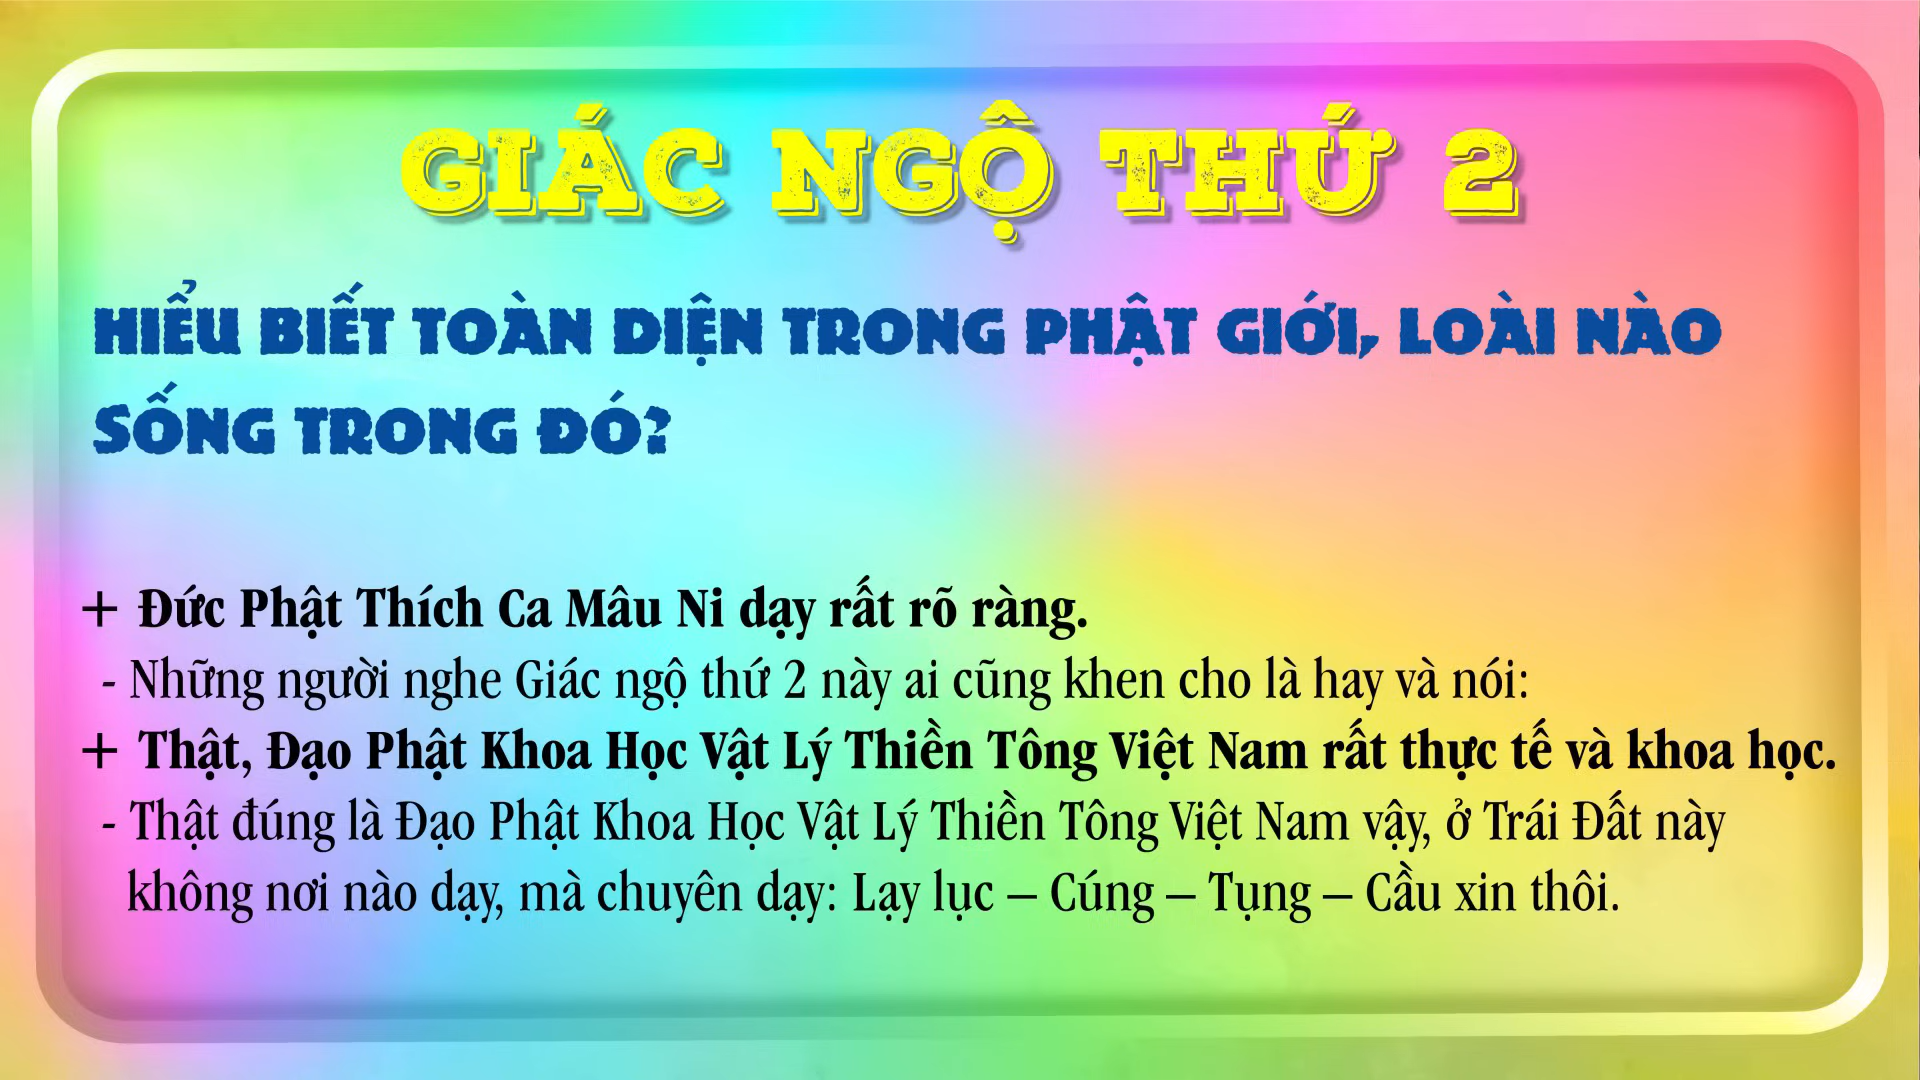 GIÁC NGỘ THỨ 2
HIỂU BIẾT TOÀN DIỆN TRONG PHẬT GIỚI, LOÀI NÀO
SỐNG TRONG ĐÓ?
+ Đức Phật Thích Ca Mâu Ni dạy rất rõ ràng.
- Những người nghe Giác ngộ thứ 2 này ai cũng khen cho là hay và nói:
+ Thật, Đạo Phật Khoa Học Vật Lý Thiền Tông Việt Nam rất thực tế và khoa học.
- Thật đúng là Đạo Phật Khoa Học Vật Lý Thiền Tông Việt Nam vậy, ở Trái Đất này
không nơi nào dạy, mà chuyên dạy: Lạy lục – Cúng – Tụng – Cầu xin thôi.